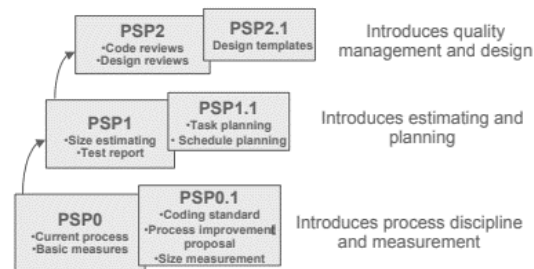 PSP2
•Code reviews
•Design reviews
PSP2.1
Design templates
Introduces quality
management and design
PSP1
•Size estimating
•Test report
PSP1.1
•Task planning
• Schedule planning
Introduces estimating and
planning
PSP0
•Current process
•Basic measures
PSP0.1
•Coding standard
•Process improvement
proposal
•Size measurement
Introduces process discipline
and measurement